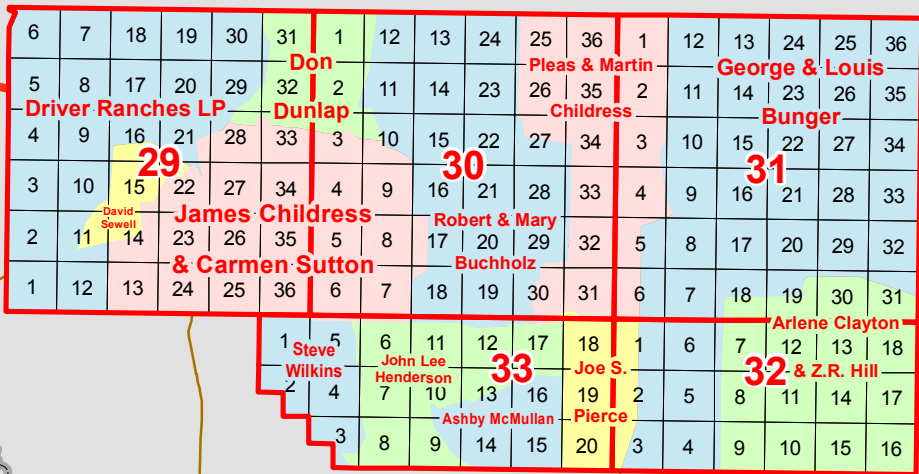 6 7 18 19 30 31 1 12 13 24 25 36 1 12 13 24 25 36
Don
Pleas & Martin
George & Louis
5 8 17 20 29 32 2 11 14 23 26 35 2 11 14 23 26 35
Driver Ranches LP
Dunlap
Childress
Bunger
4 9 16 21 28 33 3 10 15 22 27 34 3 10 15 22 27 34
29
30
31
3 10 15 22 27 34 4 9 16 21 28 33 4 9 16 21 28 33
David
Sewell
James Childress
Robert & Mary
2 11 14 23 26 35 5 8 17 20 29 32 5 8 17 20 29 32
& Carmen Sutton
Buchholz
1 12 13 24 25 36 6 7 18 19 30 31 6 7 18 19 30 31
Arlene Clayton
1 5 6 11 12 17 18 1 6 7 12 13 18
Steve
Wilkins
John Lee
Henderson
33
Joe S.
32
& Z.R. Hill
2 4 7 10 13 16 19 2 5 8 11 14 17
Ashby McMullan
Pierce
3 8 9 14 15 20 3 4 9 10 15 16